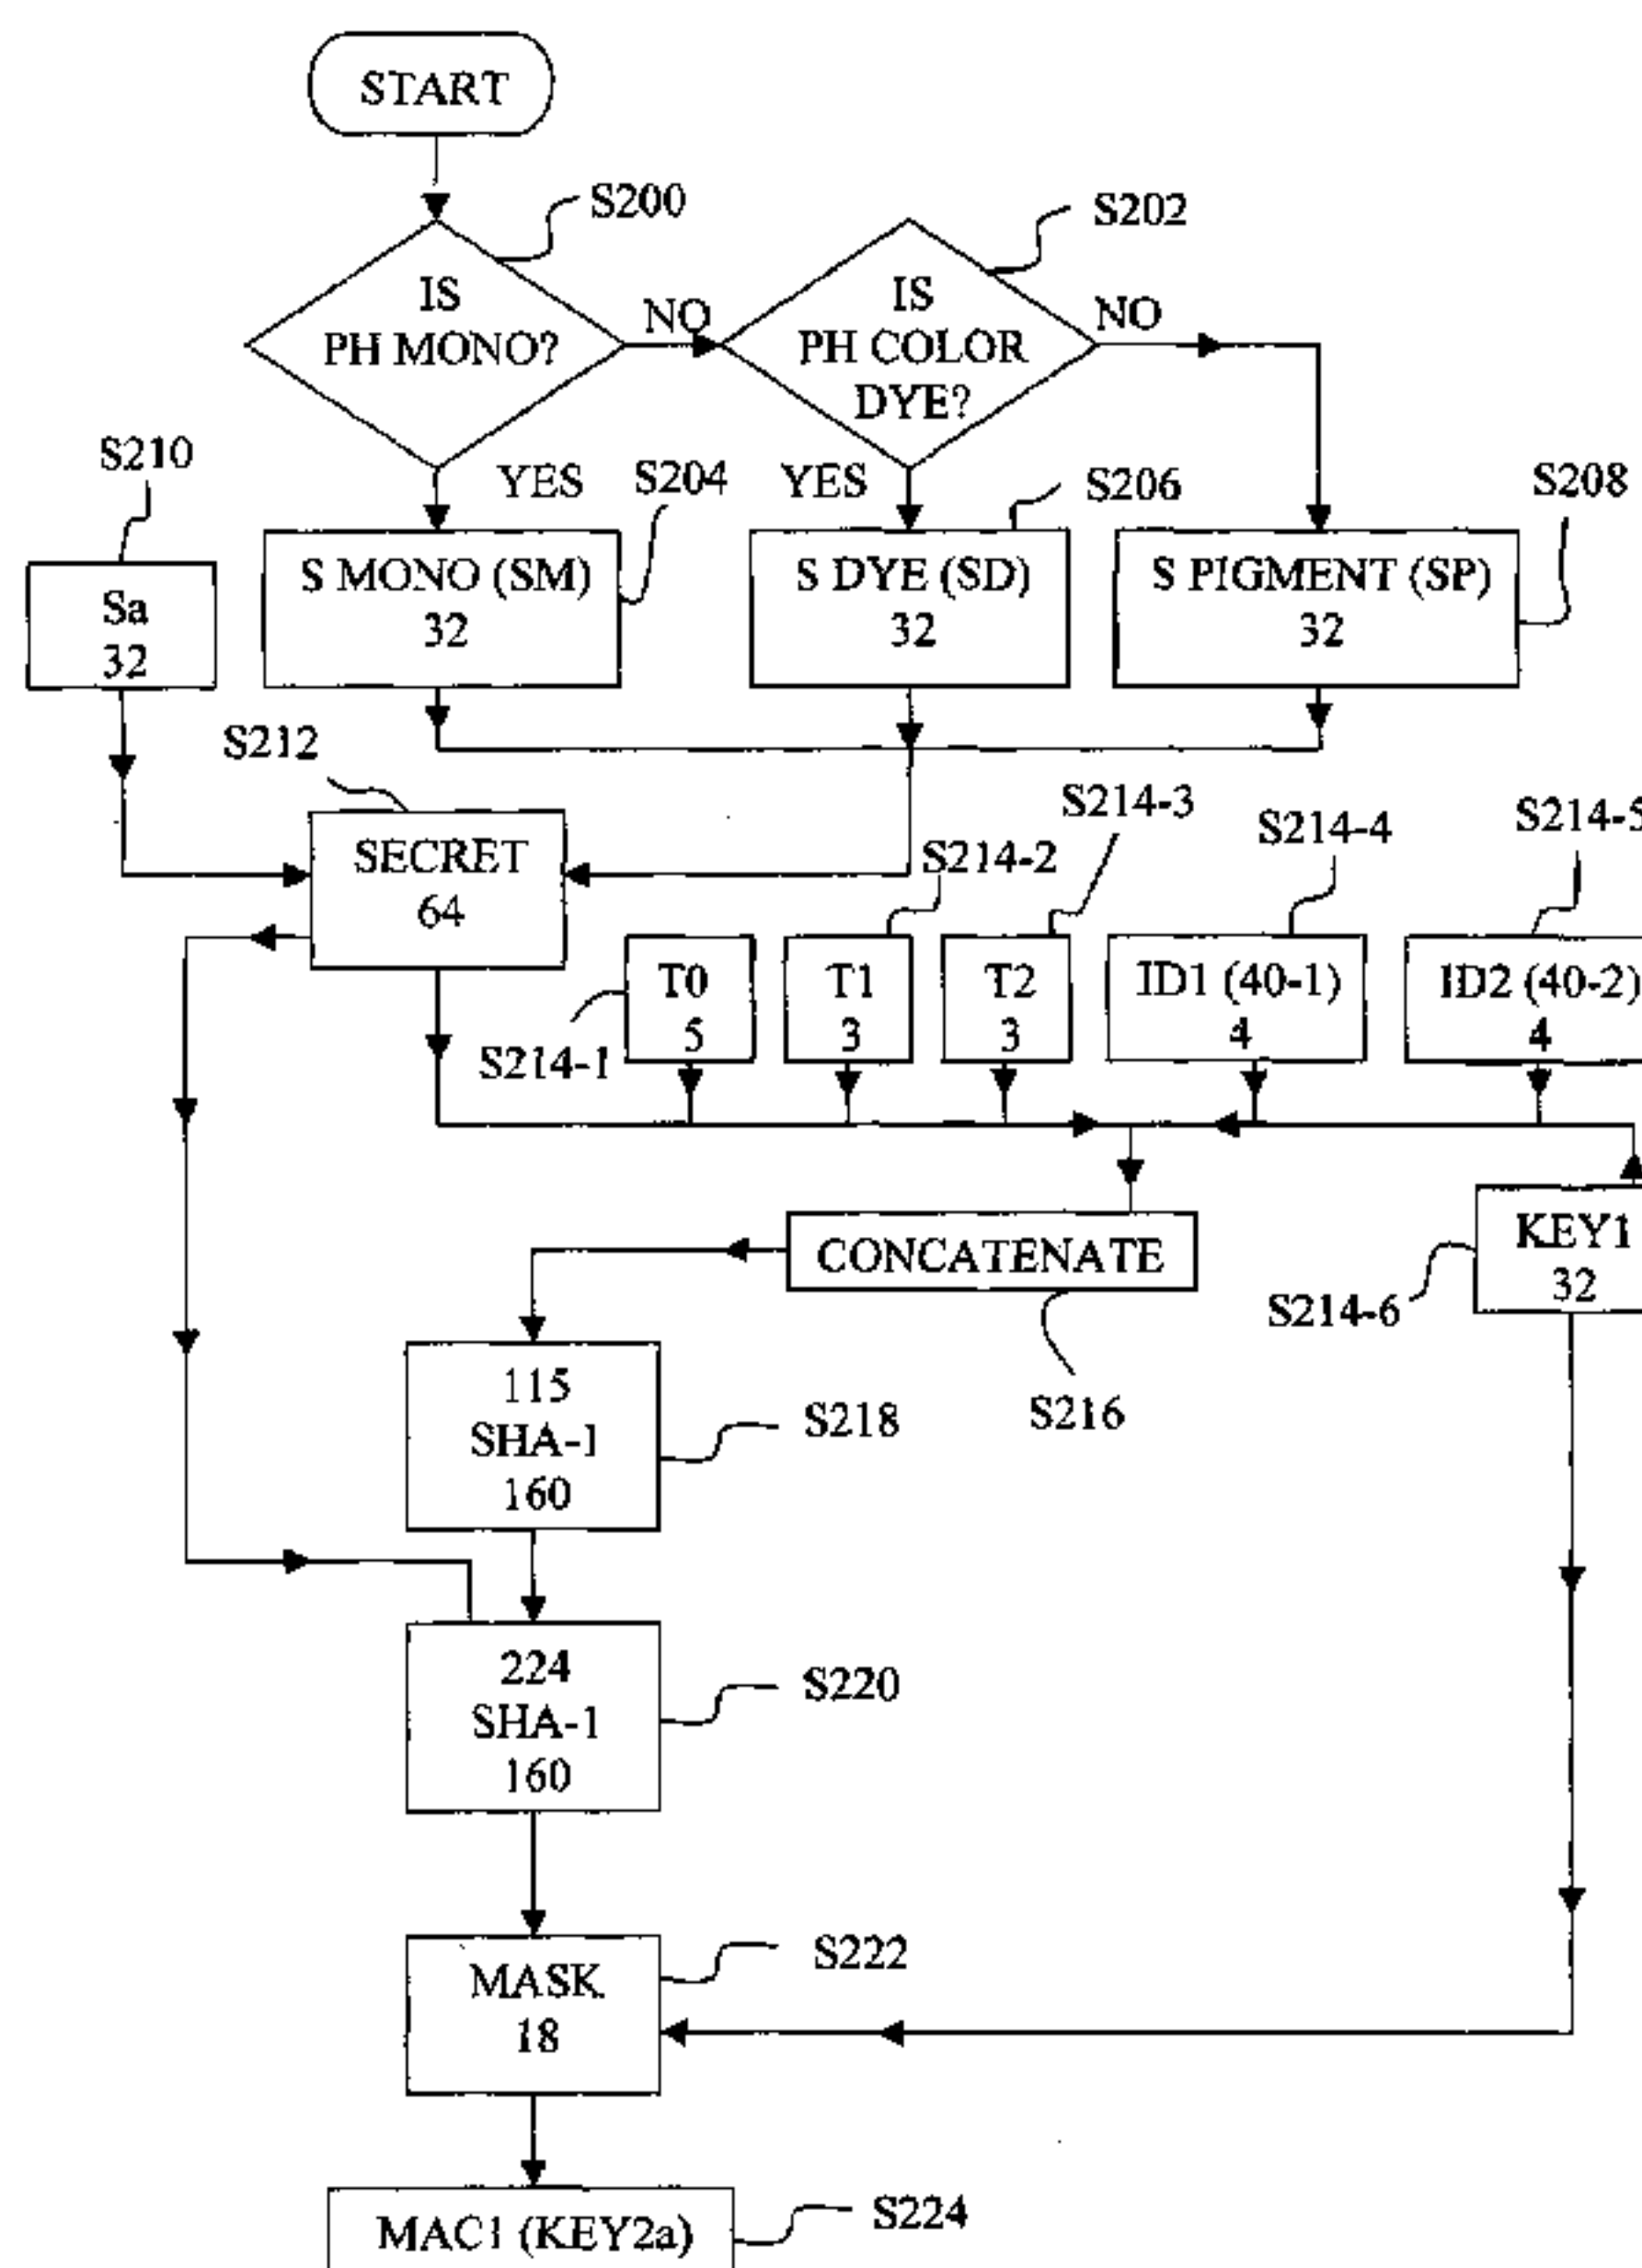 START
S200
S202
IS
PH MONO?
NO
IS
PH COLOR
DYE?
NO
S210
YES
S204
YES
S206
S208
Sa
32
S MONO (SM)
32
S DYE (SD)
32
S PIGMENT (SP)
32
S212
SECRET
64
S214-2
S214-3
S214-4
S214-5
S214-1
T0
5
T1
3
T2
3
ID1 (40-1)
4
ID2 (40-2)
4
CONCATENATE
KEY1
32
S214-6
S216
115
SHA-1
160
S218
224
SHA-1
160
S220
MASK
18
S222
MAC1 (KEY2a)
S224